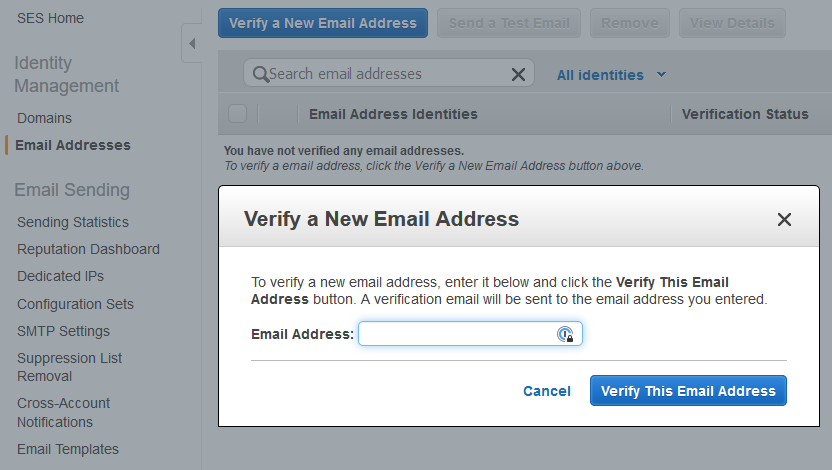 SES Home
Identity
Management
Domains
Email Addresses
Email Sending
Sending Statistics
Reputation Dashboard
Dedicated IPs
Configuration Sets
SMTP Settings
Suppression List
Removal
Cross-Account
Notifications
Email Templates
Verify a New Email Address
Send a Test Email
Remove
View Details
Search email addresses
All identities
Email Address Identities
Verification Status
You have not verified any email addresses.
To verify a email address, click the Verify a New Email Address button above.
Verify a New Email Address
To verify a new email address, enter it below and click the Verify This Email
Address button. A verification email will be sent to the email address you entered.
Email Address:
Cancel
Verify This Email Address